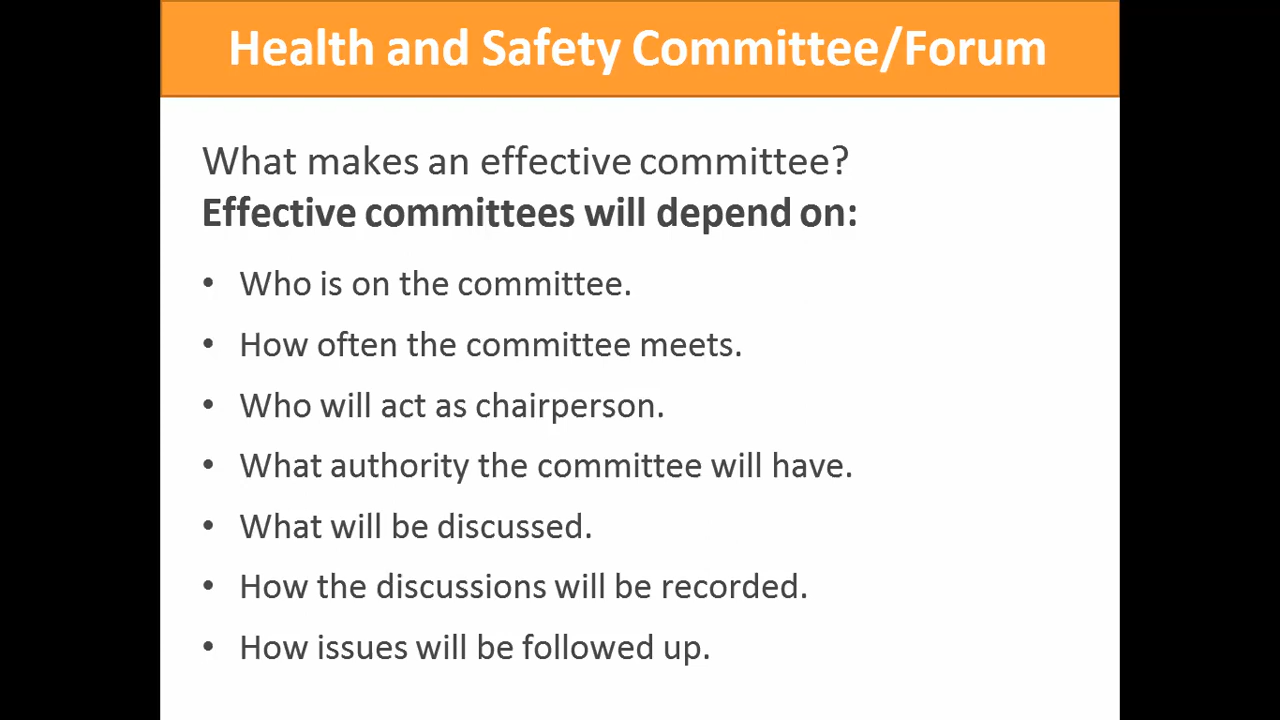 Health and Safety Committee/Forum
What makes an effective committee?
Effective committees will depend on:
• Who is on the committee.
• How often the committee meets.
• Who will act as chairperson.
• What authority the committee will have.
• What will be discussed.
• How the discussions will be recorded.
• How issues will be followed up.